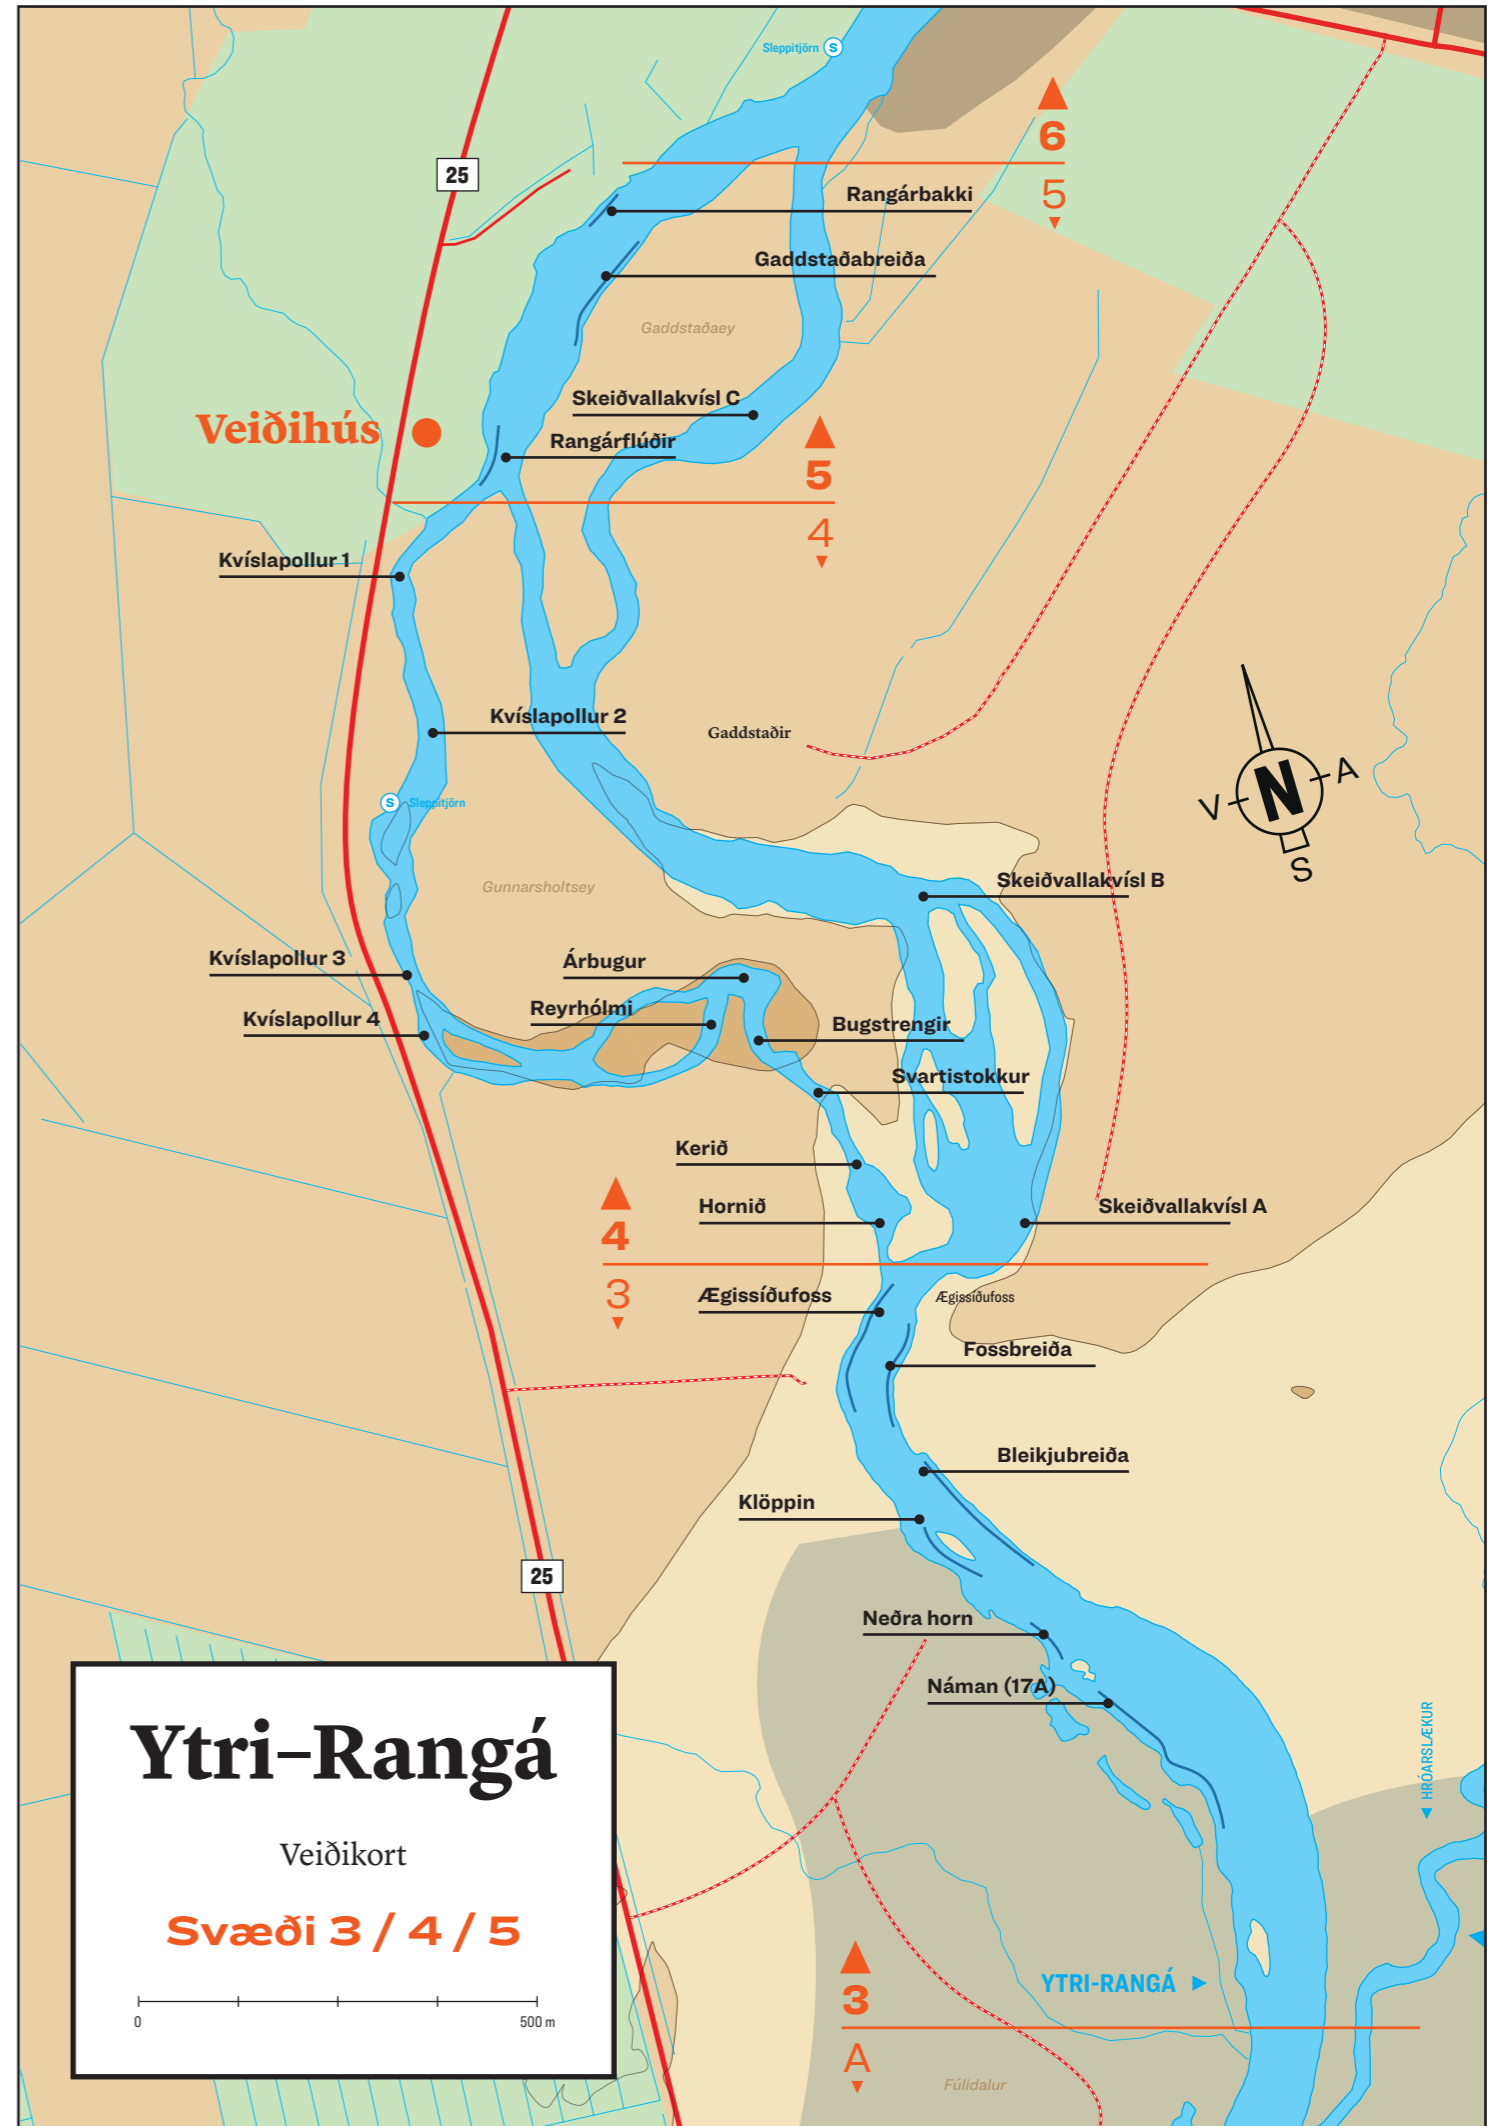 Sleppitjörn S
6
5
25
Rangárbakki
Gaddstaðabreiða
Gaddstaðaey
Skeiðvallakvísl C
Veiðihús
Rangárflúðir
5
4
Kvíslapollur 1
Kvíslapollur 2
Gaddstaðir
N
A
V
S
S Sleppitjörn
Gunnarsholtsey
Skeiðvallakvísl B
Kvíslapollur 3
Árbugur
Reyrhólmi
Kvíslapollur 4
Bugstrengir
Svartistokkur
Kerið
Hornið
Skeiðvallakvísl A
4
3
Ægissíðufoss
Ægissíðufoss
Fossbreiða
Bleikjubreiða
Klöppin
25
Neðra horn
Náman (17A)
HRÓARSLÆKUR
Ytri-Rangá
Veiðikort
Svæði 3 / 4 / 5
0 500 m
YTRI-RANGÁ
3
A
Fúlidalur